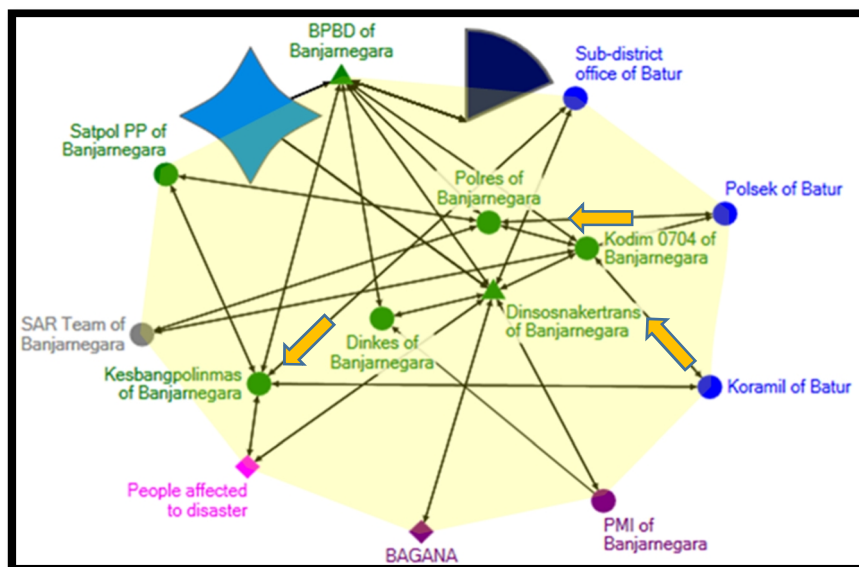 BPBD of
Banjarnegara
Sub-district
office of Batur
Satpol PP of
Banjarnegara
Polres of
Banjarnegara
Polsek of Batur
Kodim 0704 of
Banjarnegara
SAR Team of
Banjarnegara
Dinsosnakertrans
of Banjarnegara
Dinkes of
Banjarnegara
Kesbangpolinmas
of Banjarnegara
Koramil of Batur
People affected
to disaster
BAGANA
PMI of
Banjarnegara